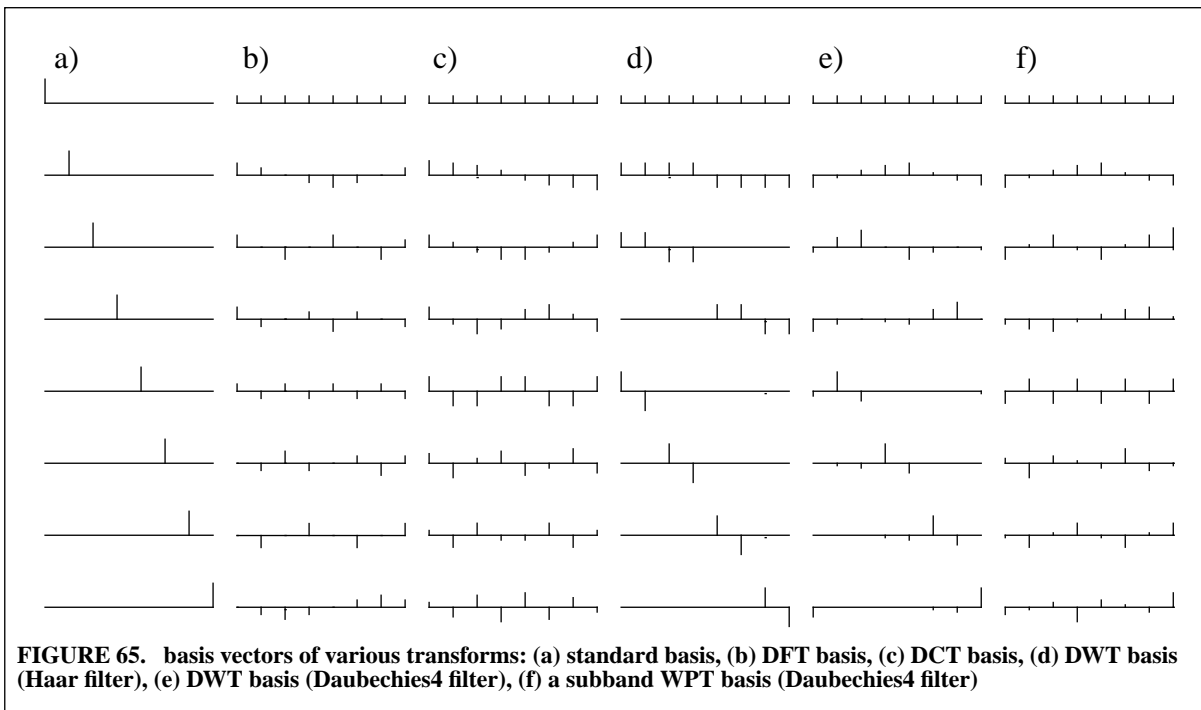 a) b) c) d) e) f)
FIGURE 65. basis vectors of various transforms: (a) standard basis, (b) DFT basis, (c) DCT basis, (d) DWT basis
(Haar filter), (e) DWT basis (Daubechies4 filter), (f) a subband WPT basis (Daubechies4 filter)